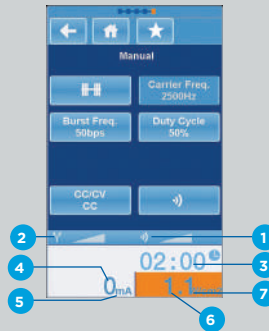 Manual
Carrier Freq.
2500Hz
Burst Freq.
50bps
Duty Cycle
50%
CC/CV
CC
2
1
02:00
3
4
0mA
1.1
5
7
6